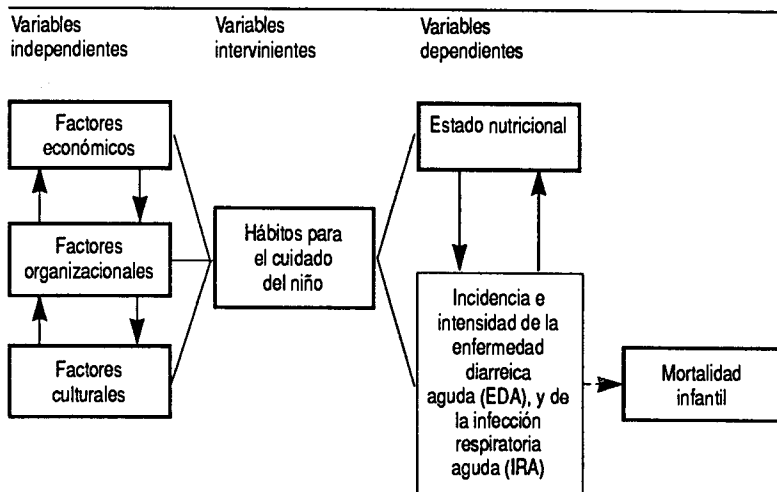 Variables
independientes
Variables
intervinientes
Variables
dependientes
Factores
económicos
Factores
organizacionales
Factores
culturales
Hábitos para
el cuidado
del niño
Estado nutricional
Incidencia e
intensidad de la
enfermedad
diarreica
aguda (EDA), y de
la infección
respiratoria
aguda (IRA)
Mortalidad
infantil